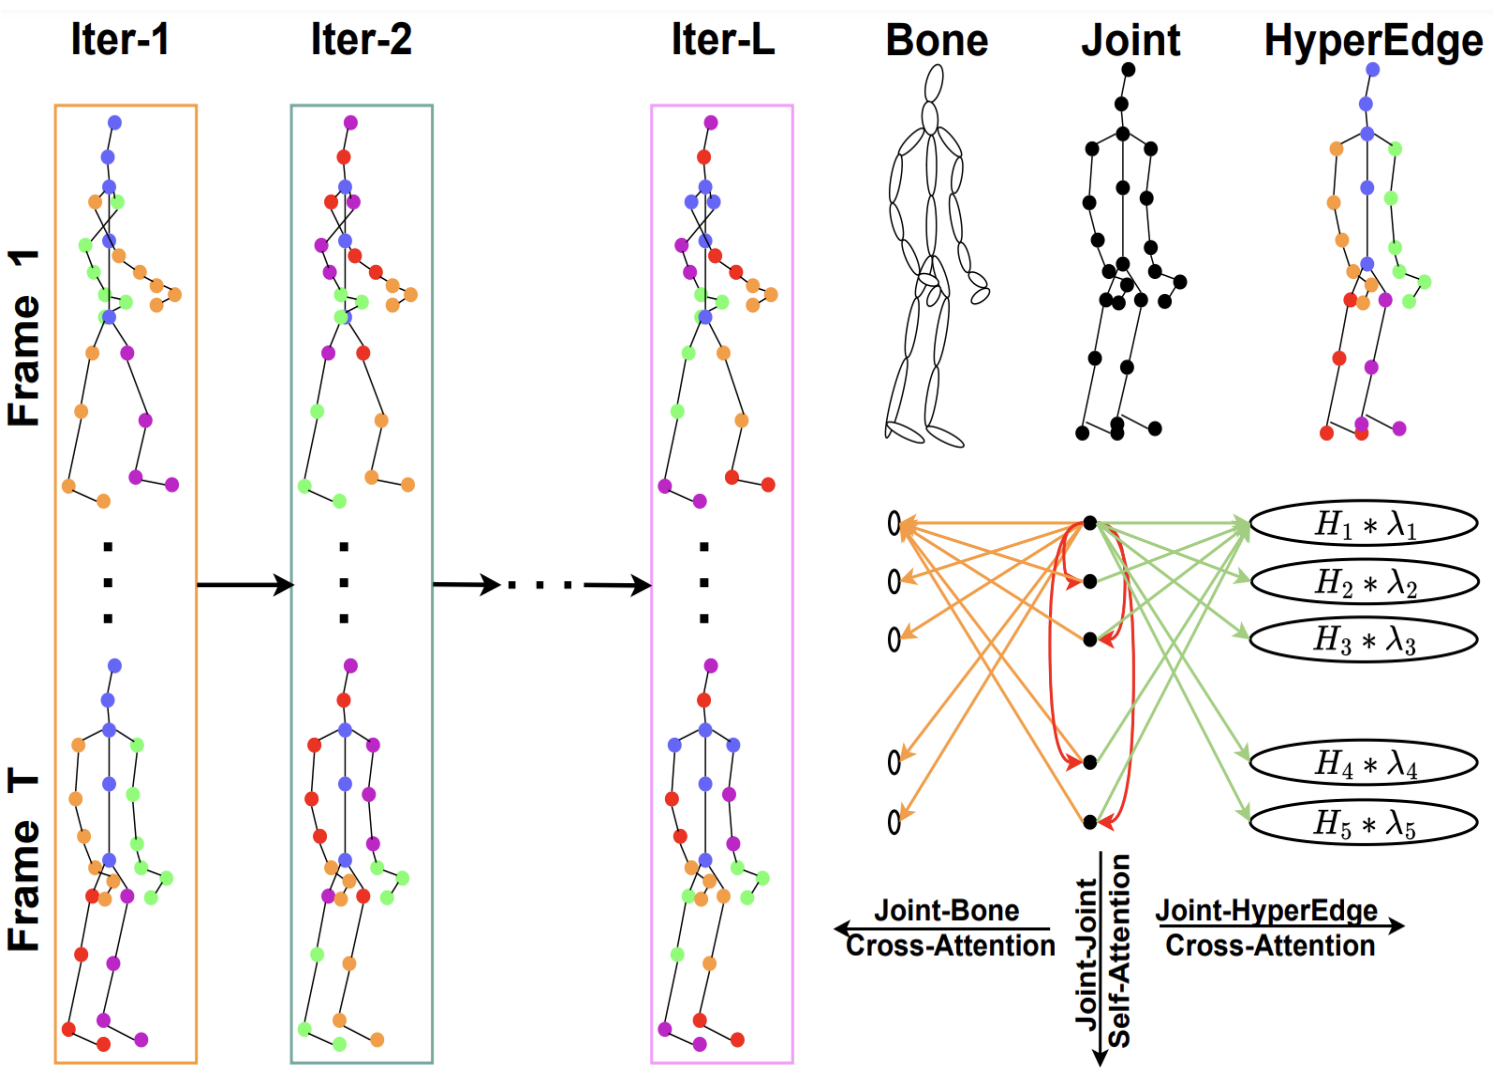 Iter-1
Iter-2
Iter-L
Bone
Joint
HyperEdge
Frame 1
Frame T
H₁ * λ₁
H₂ * λ₂
H₃ * λ₃
H₄ * λ₄
H₅ * λ₅
Joint-Bone
Cross-Attention
Joint-Joint
Self-Attention
Joint-HyperEdge
Cross-Attention